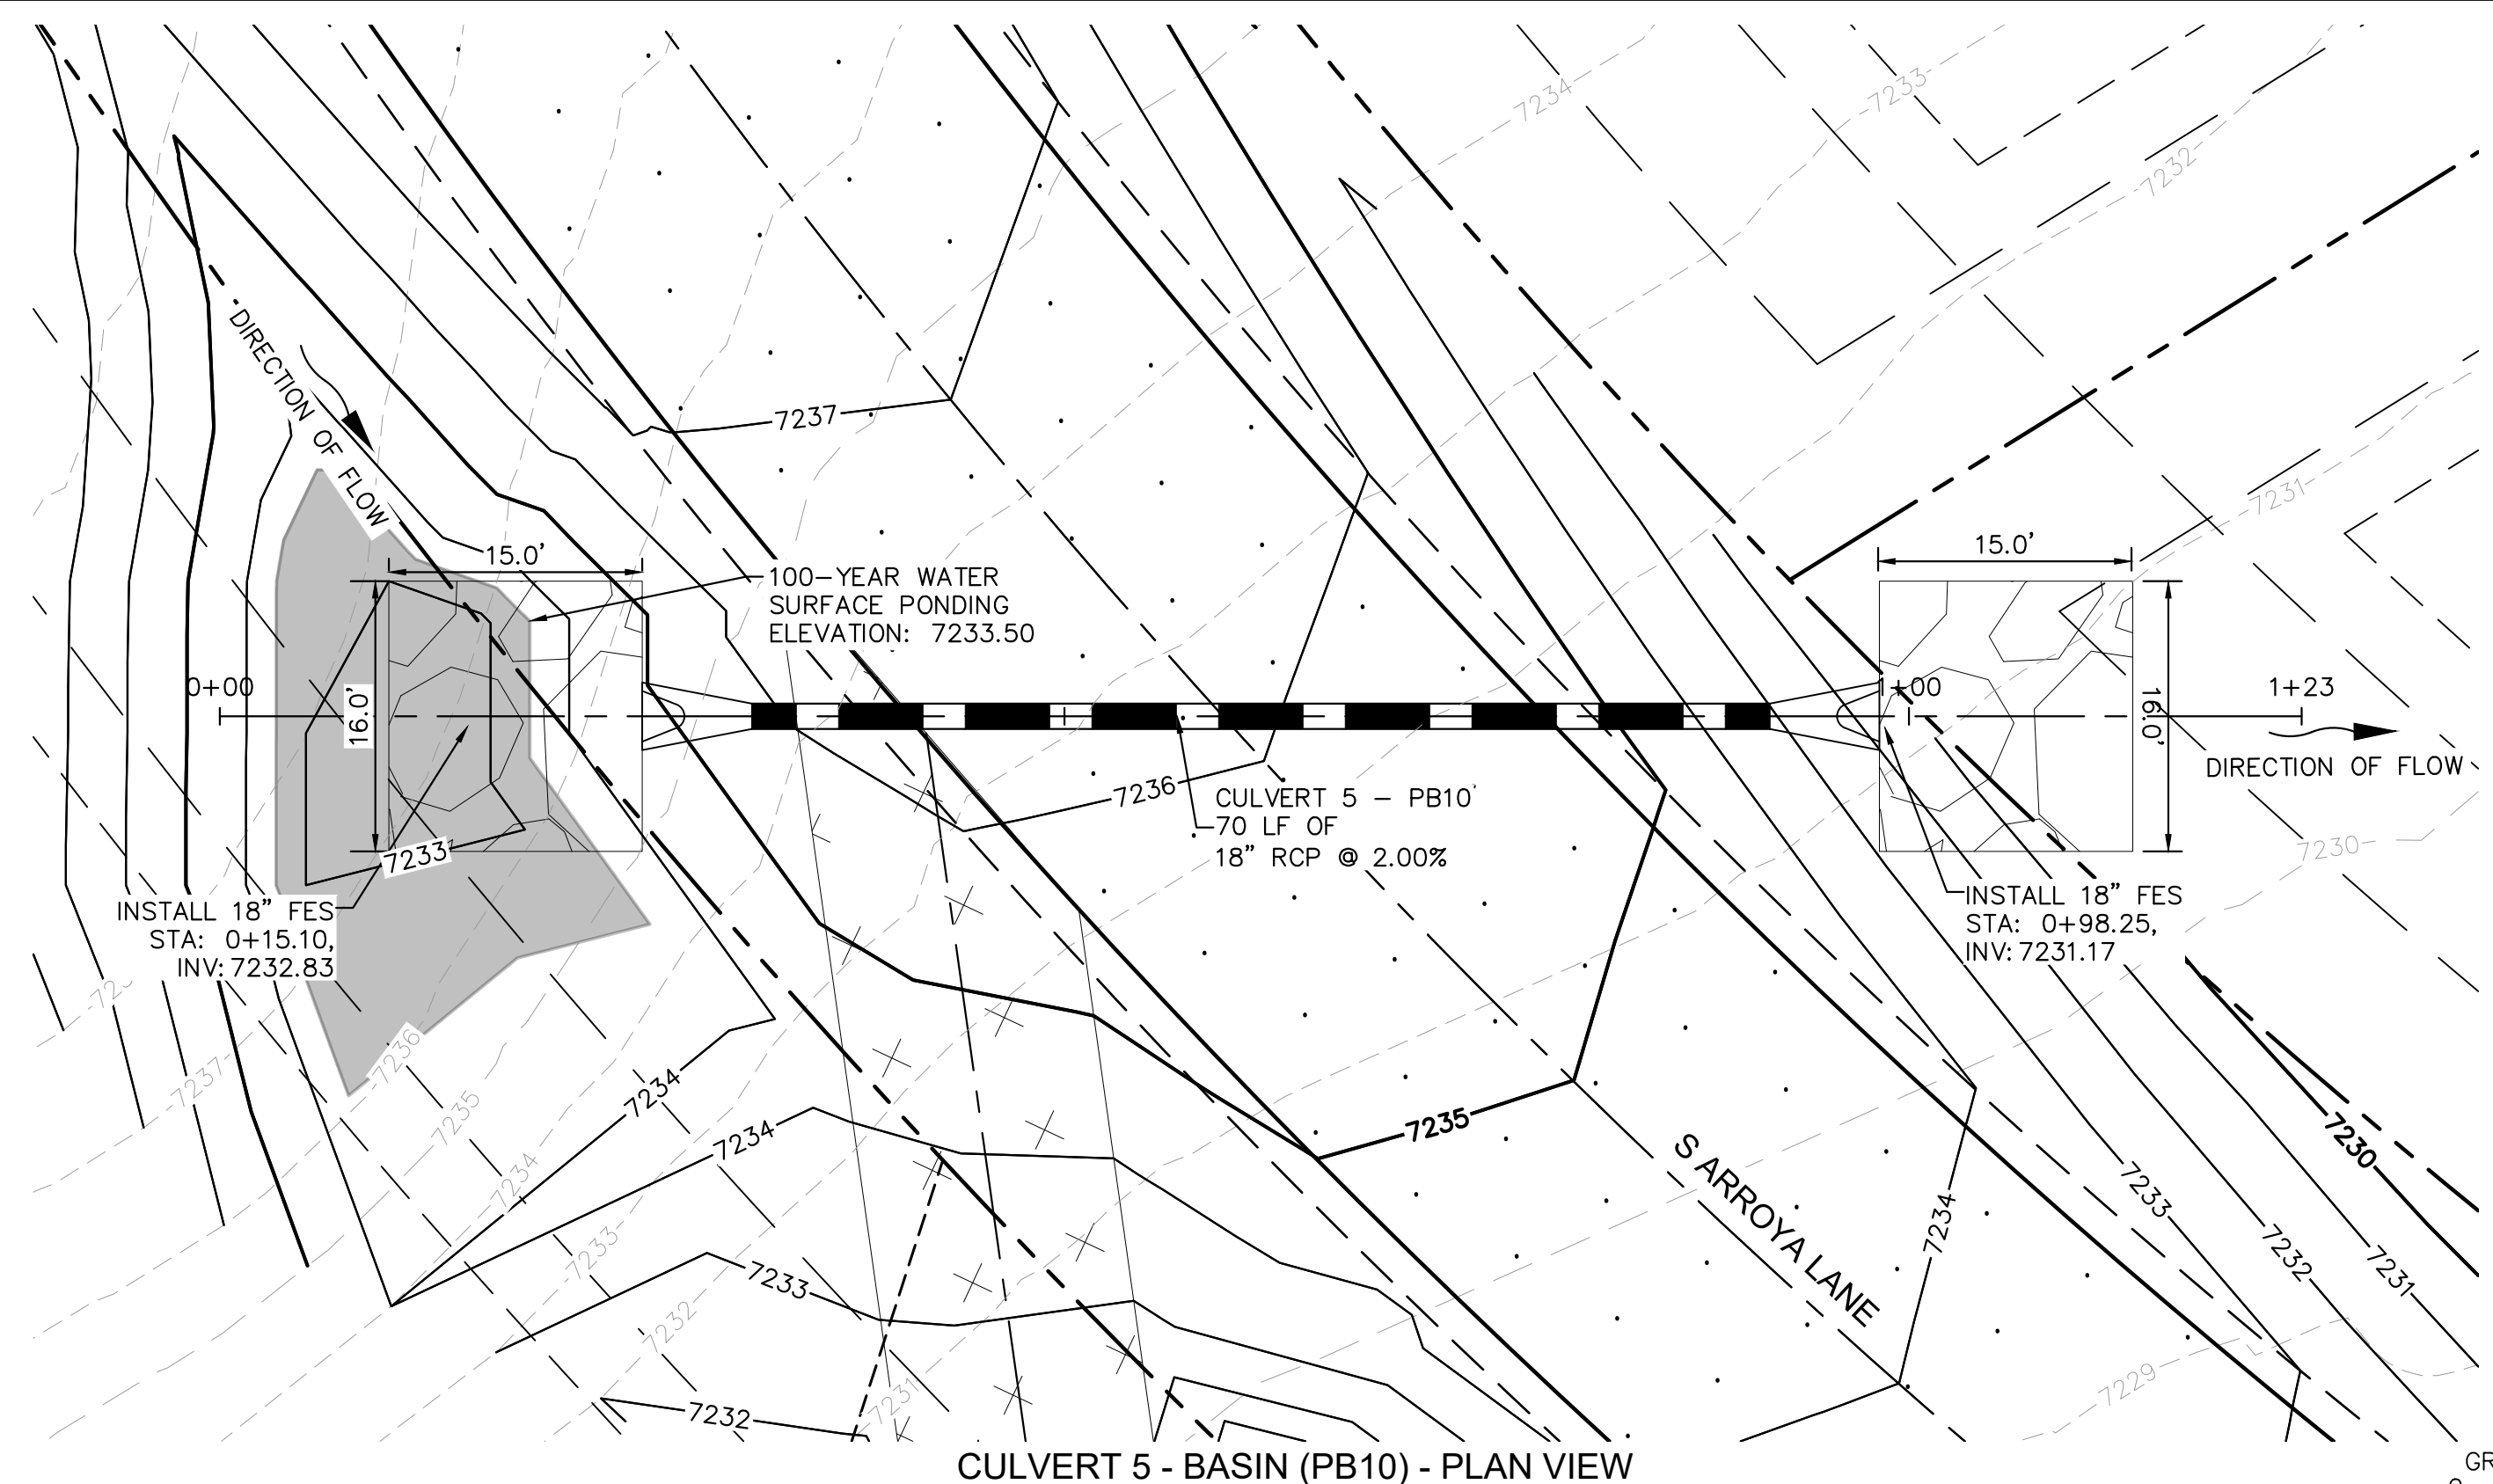 7234
7233
7232
DIRECTION OF FLOW
7237
7231
15.0'
15.0'
100-YEAR WATER
SURFACE PONDING
ELEVATION: 7233.50
0+00
16.0'
1+00
16.0'
1+23
DIRECTION OF FLOW
7236
CULVERT 5 - PB10
70 LF OF
18" RCP @ 2.00%
7230
7233
INSTALL 18" FES
STA: 0+15.10,
INV: 7232.83
INSTALL 18" FES
STA: 0+98.25,
INV: 7231.17
7237
7236
7235
7234
7234
7234
7235
S ARROYA LANE
7230
7233
7234
7232
7231
7233
7233
7232
7229
7231
7232
CULVERT 5 - BASIN (PB10) - PLAN VIEW